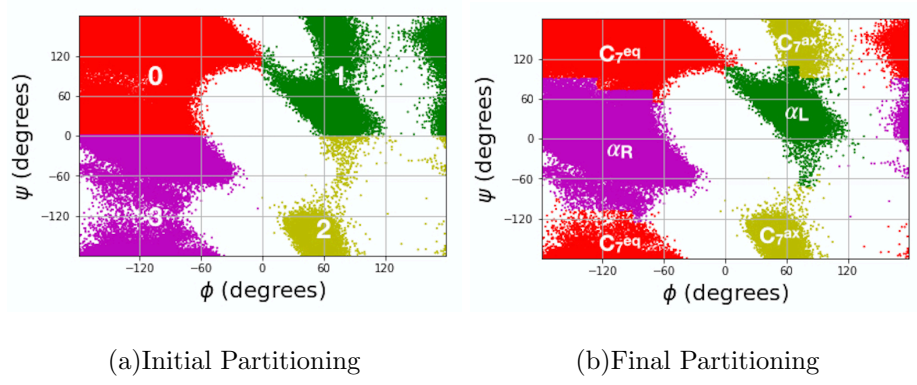 120
60
0
−60
−120
ψ (degrees)
0
1
3
2
−120
−60
0
60
120
ϕ (degrees)
(a)Initial Partitioning
120
60
0
−60
−120
ψ (degrees)
C₇ᵉq
C₇ᵃˣ
αL
αR
C₇ᵉq
C₇ᵃˣ
−120
−60
0
60
120
ϕ (degrees)
(b)Final Partitioning